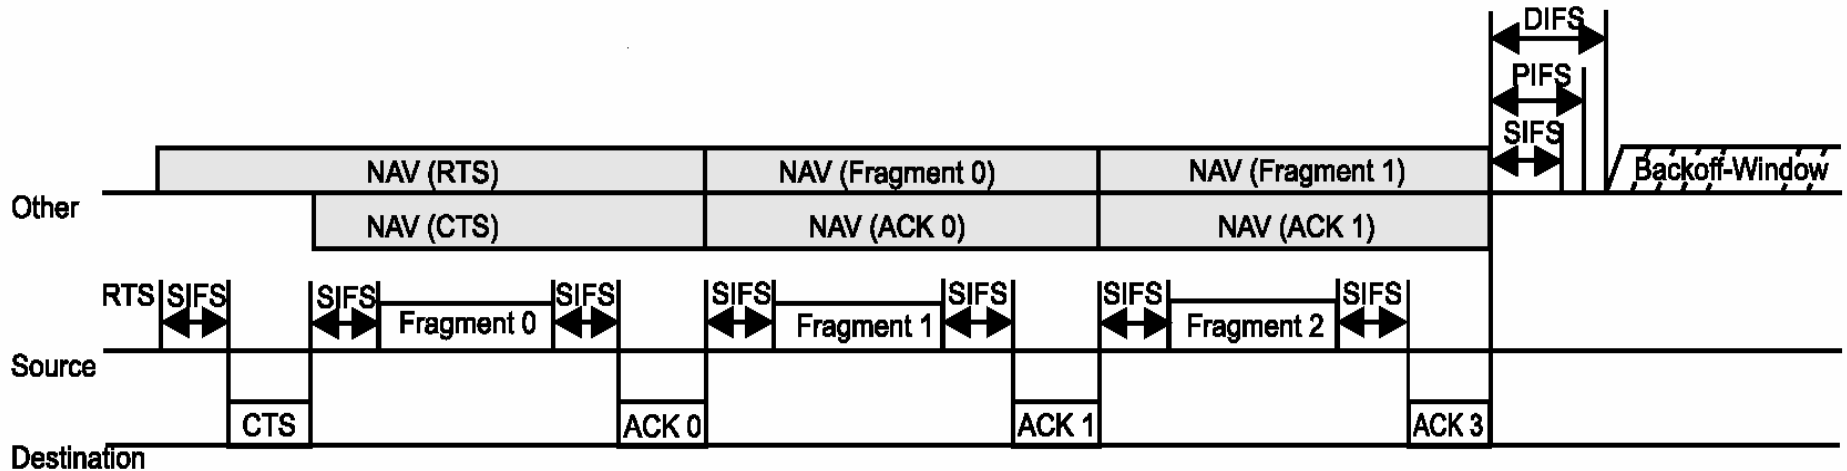 DIFS
PIFS
SIFS
NAV (RTS) NAV (Fragment 0) NAV (Fragment 1) Backoff-Window
Other
NAV (CTS) NAV (ACK 0) NAV (ACK 1)
RTS SIFS SIFS Fragment 0 SIFS SIFS Fragment 1 SIFS SIFS Fragment 2 SIFS
Source
CTS ACK 0 ACK 1 ACK 3
Destination